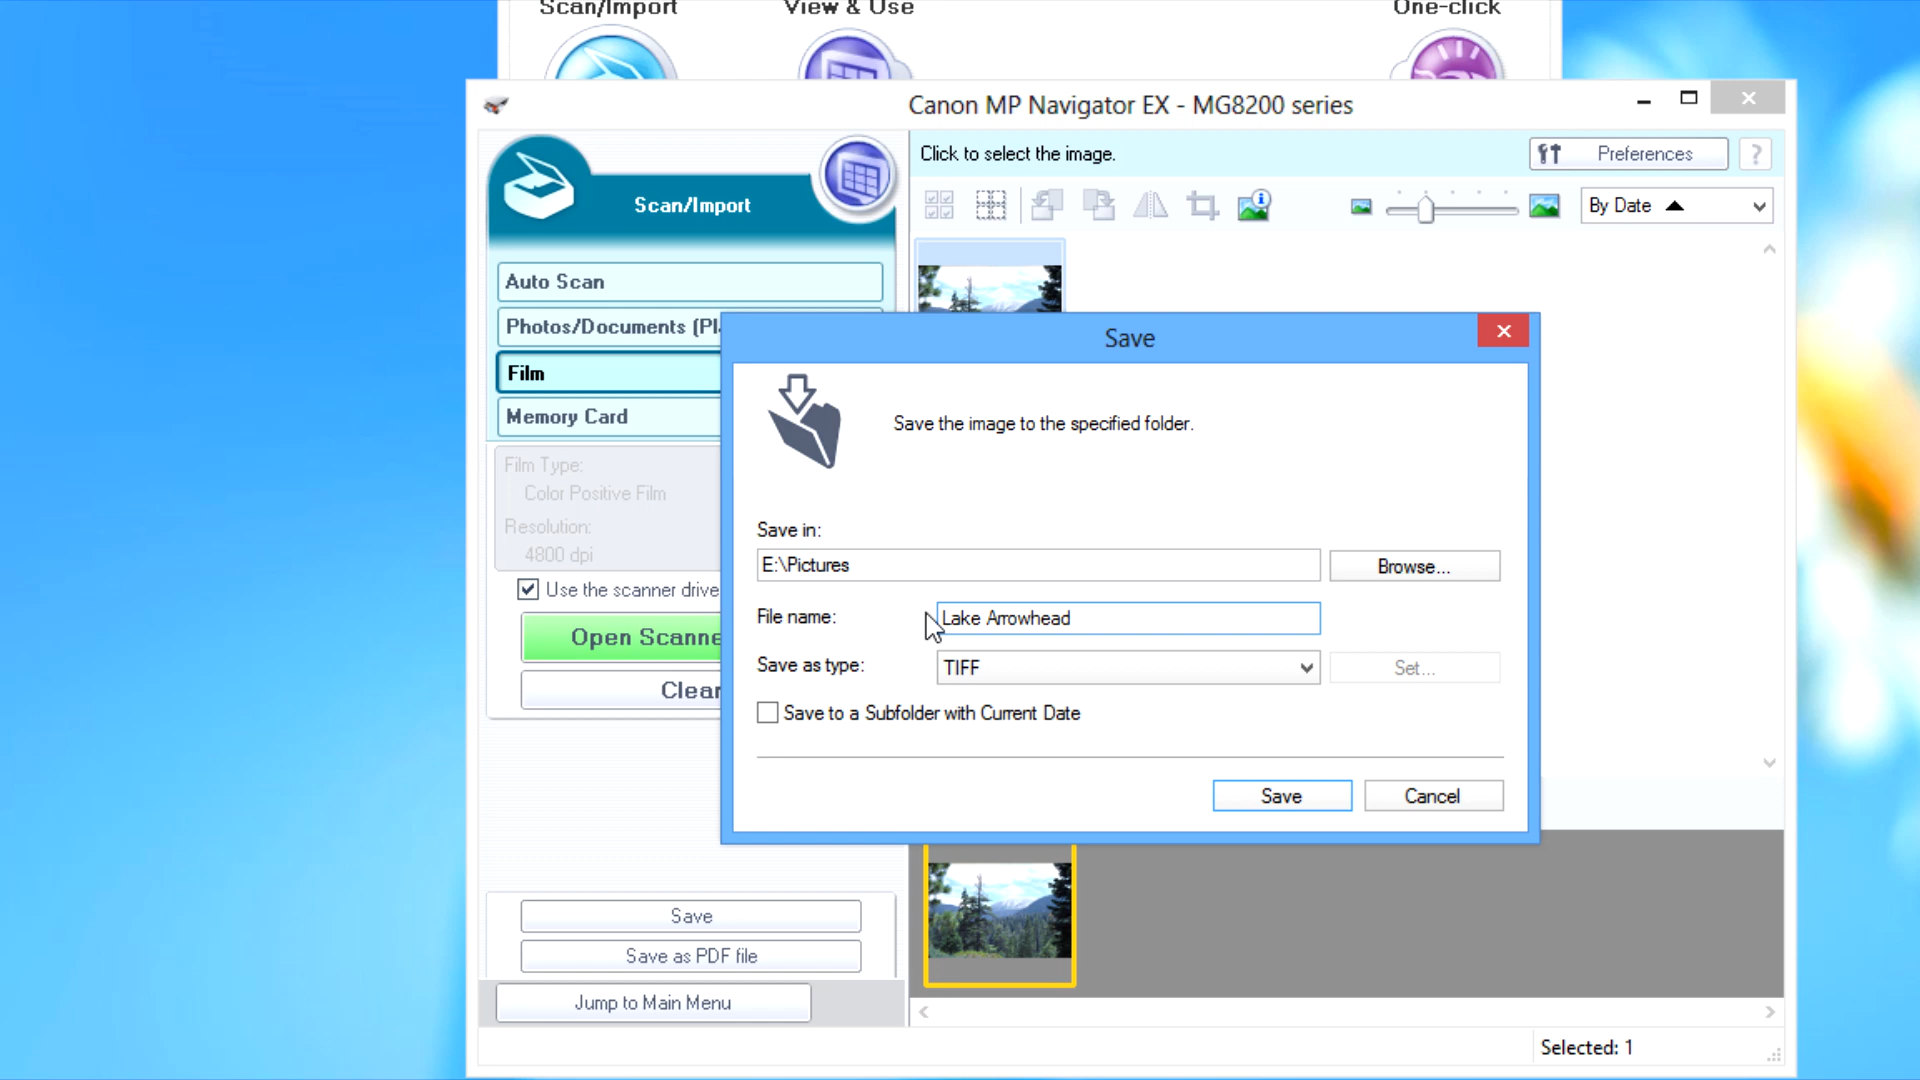 Scan/Import View & Use One-click
Canon MP Navigator EX - MG8200 series
Click to select the image.
Preferences
?
Scan/Import
By Date
Auto Scan
Photos/Documents (Pl
Film
Memory Card
Film Type:
Color Positive Film
Resolution:
4800 dpi
Use the scanner drive
Open Scanne
Clear
Save
Save the image to the specified folder.
Save in:
E:\Pictures
Browse...
File name:
Lake Arrowhead
Save as type:
TIFF
Set...
Save to a Subfolder with Current Date
Save
Cancel
Save
Save as PDF file
Jump to Main Menu
Selected: 1